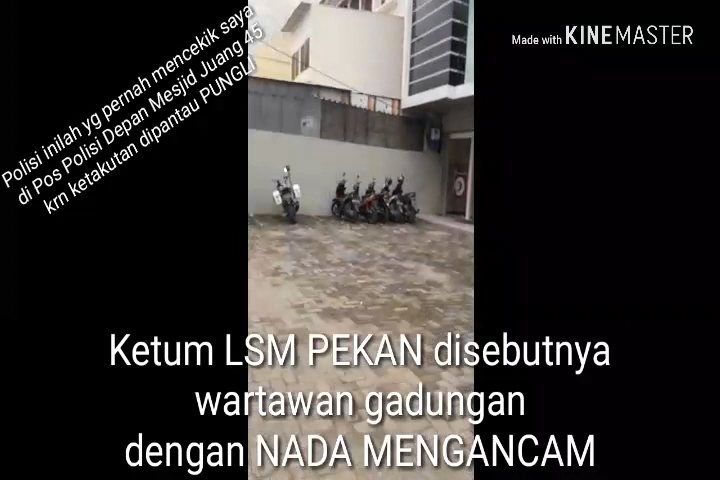 Polisi inilah yg pernah mencekik saya
di Pos Polisi Depan Mesjid Juang 45
krn ketakutan dipantau PUNGLI
Made with KINEMASTER
Ketum LSM PEKAN disebutnya
wartawan gadungan
dengan NADA MENGANCAM